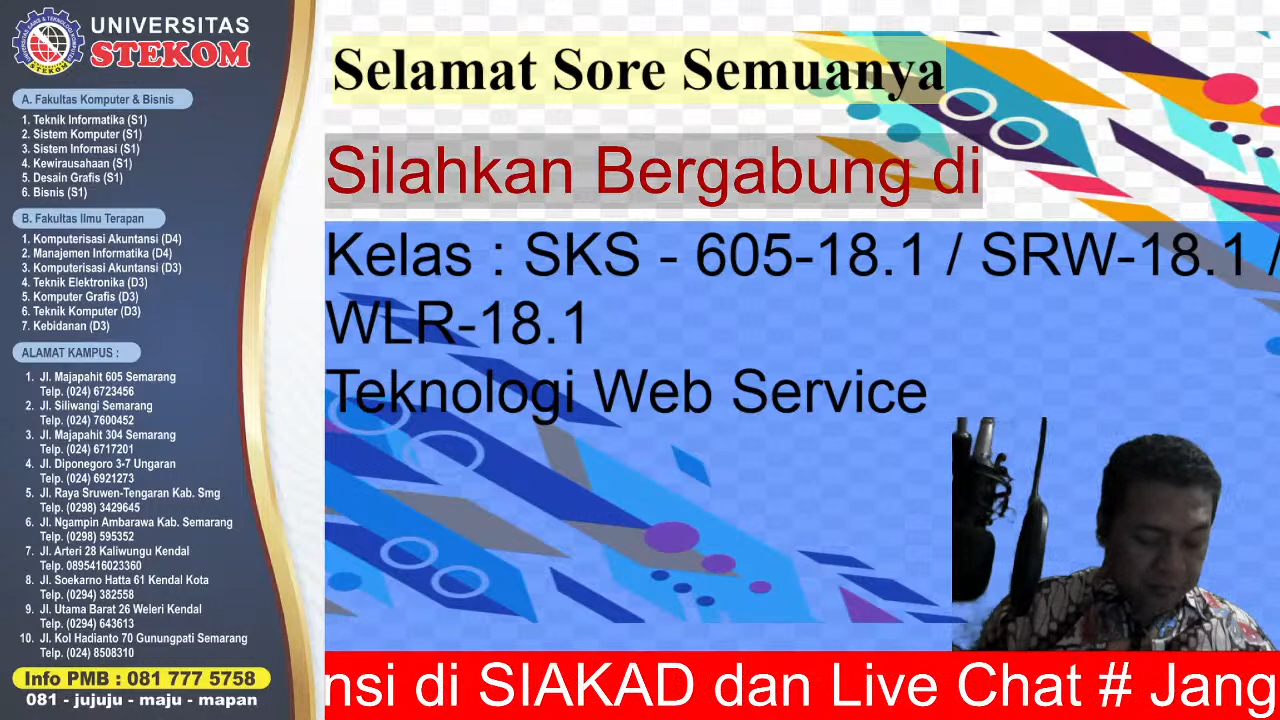 UNIVERSITAS
STEKOM
A. Fakultas Komputer & Bisnis
1. Teknik Informatika (S1)
2. Sistem Komputer (S1)
3. Sistem Informasi (S1)
4. Kewirausahaan (S1)
5. Desain Grafis (S1)
6. Bisnis (S1)
B. Fakultas Ilmu Terapan
1. Komputerisasi Akuntansi (D4)
2. Manajemen Informatika (D4)
3. Komputerisasi Akuntansi (D3)
4. Teknik Elektronika (D3)
5. Komputer Grafis (D3)
6. Teknik Komputer (D3)
7. Kebidanan (D3)
ALAMAT KAMPUS :
1. Jl. Majapahit 605 Semarang
Telp. (024) 6723456
2. Jl. Siliwangi Semarang
Telp. (024) 7600452
3. Jl. Majapahit 304 Semarang
Telp. (024) 6717201
4. Jl. Diponegoro 3-7 Ungaran
Telp. (024) 6921273
5. Jl. Raya Sruwen-Tengaran Kab. Smg
Telp. (0298) 3429645
6. Jl. Ngampin Ambarawa Kab. Semarang
Telp. (0298) 595352
7. Jl. Arteri 28 Kaliwungu Kendal
Telp. 0895416023360
8. Jl. Soekarno Hatta 61 Kendal Kota
Telp. (0294) 382558
9. Jl. Utama Barat 26 Weleri Kendal
Telp. (0294) 643613
10. Jl. Kol Hadianto 70 Gunungpati Semarang
Telp. (024) 8508310
Info PMB : 081 777 5758
081 - jujuju - maju - mapan
Selamat Sore Semuanya
Silahkan Bergabung di
Kelas : SKS - 605-18.1 / SRW-18.1 /
WLR-18.1
Teknologi Web Service
nsi di SIAKAD dan Live Chat # Jang